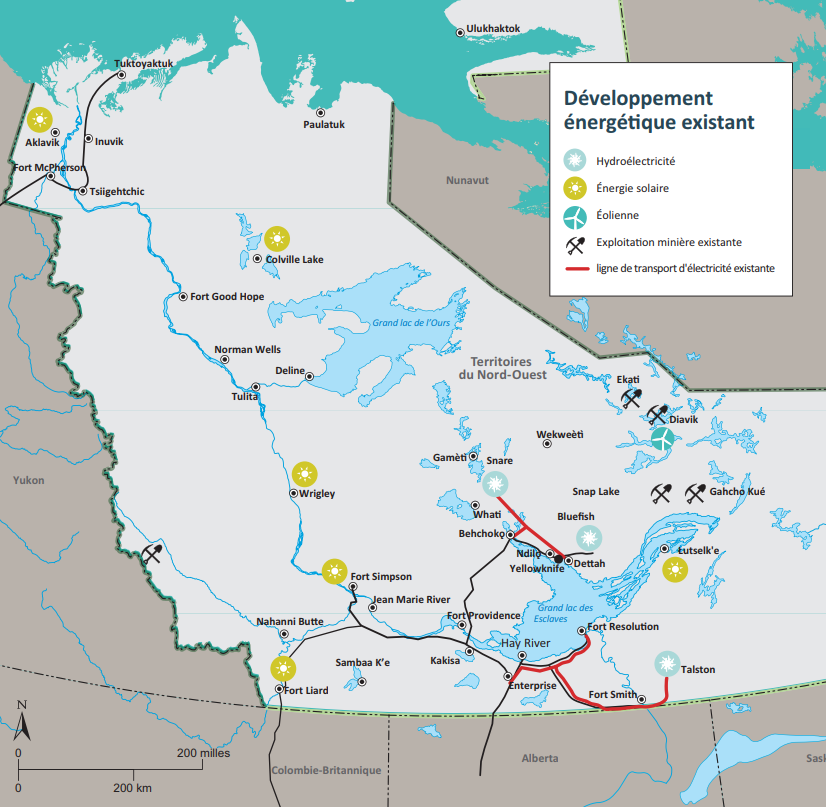 Ulukhaktok
Tuktoyaktuk
Développement
énergétique existant
Paulatuk
Aklavik
Inuvik
Hydroélectricité
Fort McPherson
Nunavut
Énergie solaire
Tsiigehtchic
Éolienne
Exploitation minière existante
Colville Lake
ligne de transport d'électricité existante
Fort Good Hope
Grand lac de l'Ours
Norman Wells
Territoires
du Nord-Ouest
Deline
Ekati
Tulita
Diavik
Wekweètì
Gamètì
Snare
Yukon
Wrigley
Snap Lake
Gahcho Kué
Whatì
Bluefish
Behchokǫ
Ndilǫ
Łutselk'e
Yellowknife
Dettah
Fort Simpson
Jean Marie River
Grand lac des
Esclaves
Nahanni Butte
Fort Providence
Fort Resolution
Hay River
Sambaa K'e
Kakisa
Talston
Fort Liard
Enterprise
Fort Smith
N
0
200 milles
Alberta
Colombie-Britannique
Sask
0
200 km